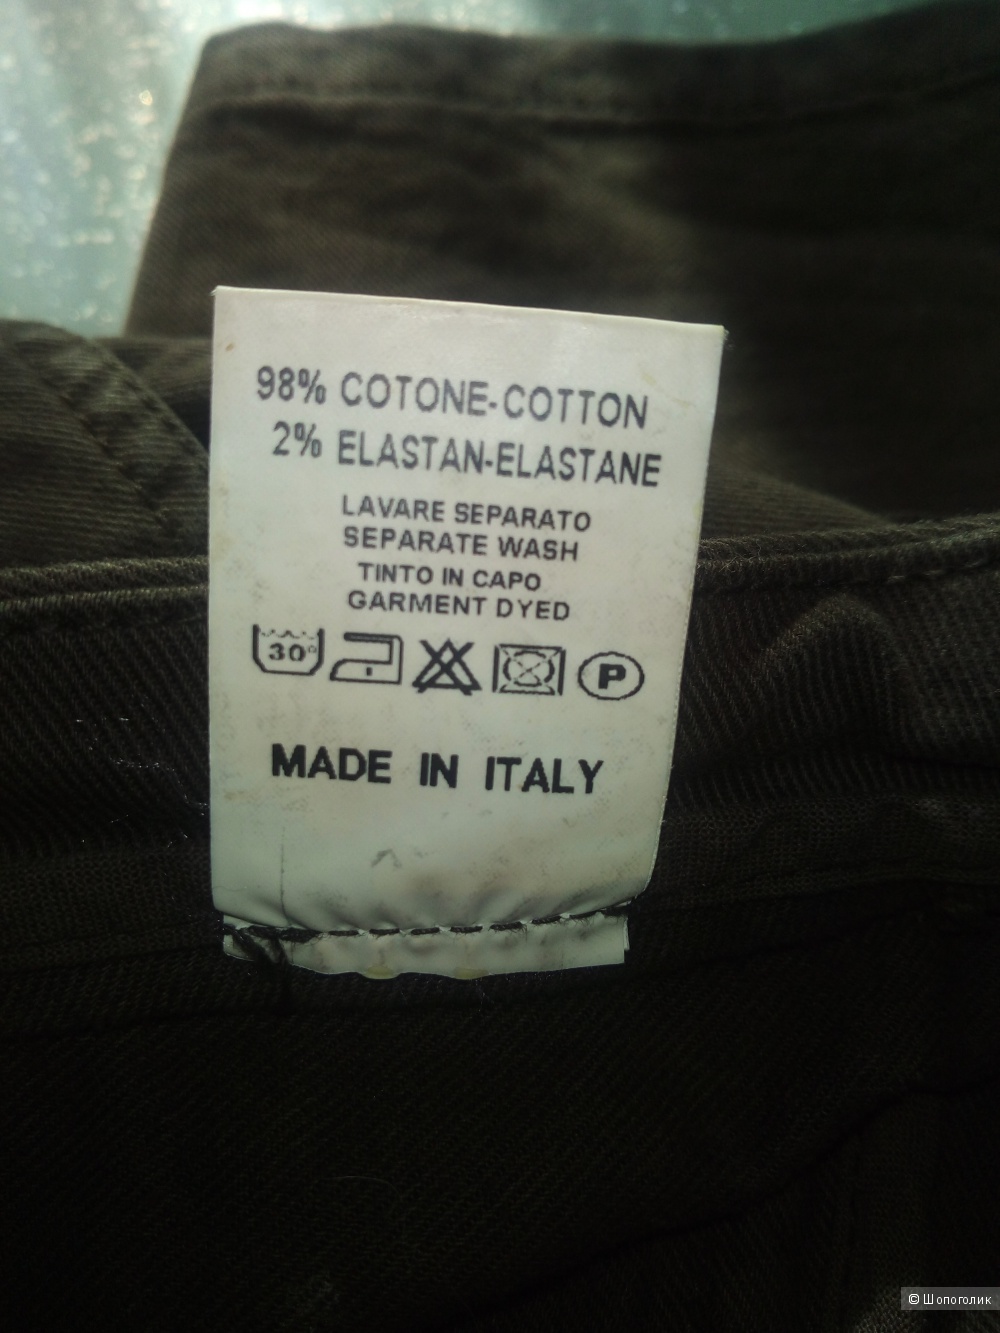 98% COTONE-COTTON
2% ELASTAN-ELASTANE
LAVARE SEPARATO
SEPARATE WASH
TINTO IN CAPO
GARMENT DYED
30° P
MADE IN ITALY
© Шопоголик